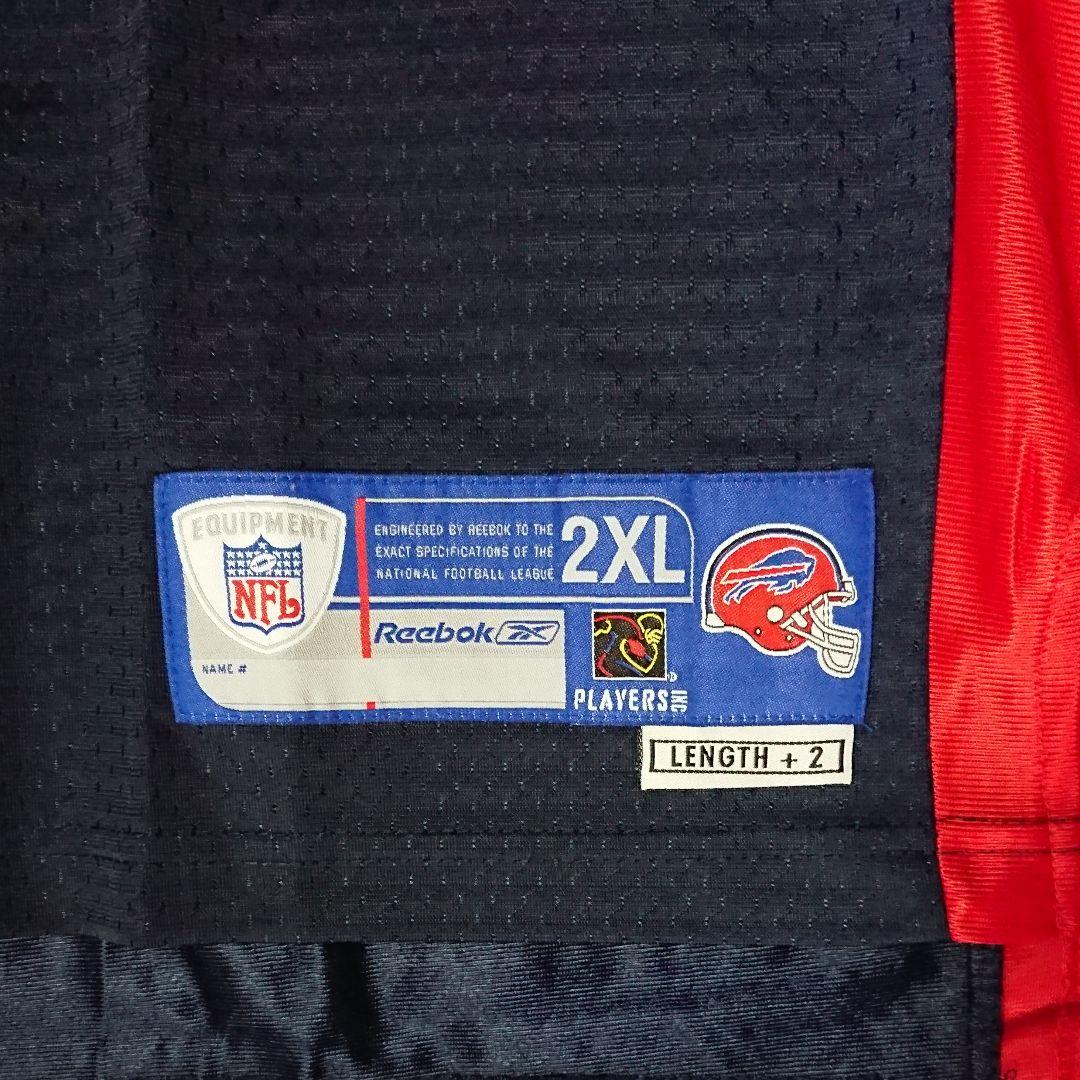 EQUIPMENT
NFL
ENGINEERED BY REEBOK TO THE
EXACT SPECIFICATIONS OF THE
NATIONAL FOOTBALL LEAGUE
2XL
Reebok
NAME #
®
PLAYERS INC
LENGTH + 2